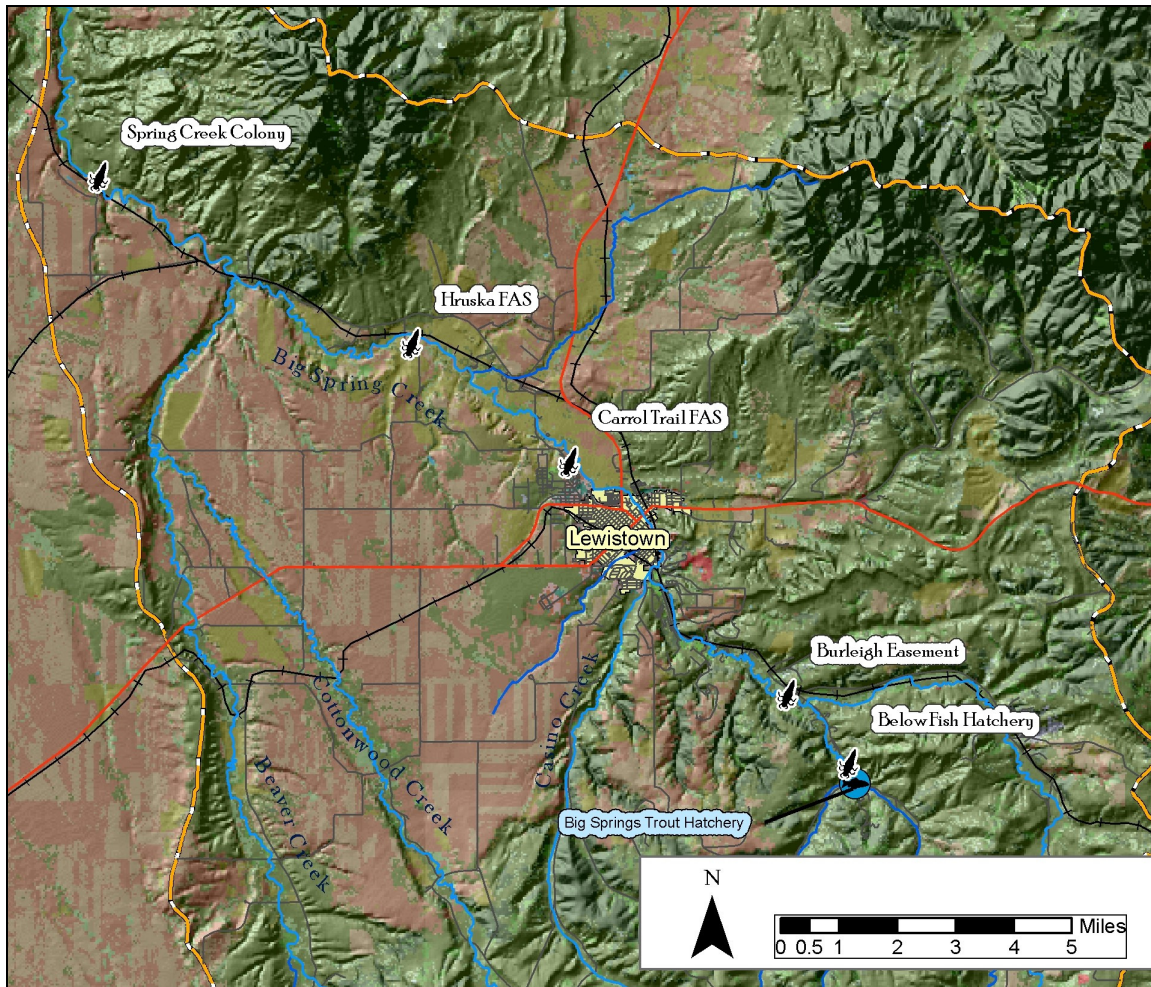 Spring Creek Colony
Hruska FAS
Big Spring Creek
Carrol Trail FAS
Lewistown
Burleigh Easement
Below Fish Hatchery
Casino Creek
Cottonwood Creek
Beaver Creek
Big Springs Trout Hatchery
N
Miles
0 0.5 1 2 3 4 5